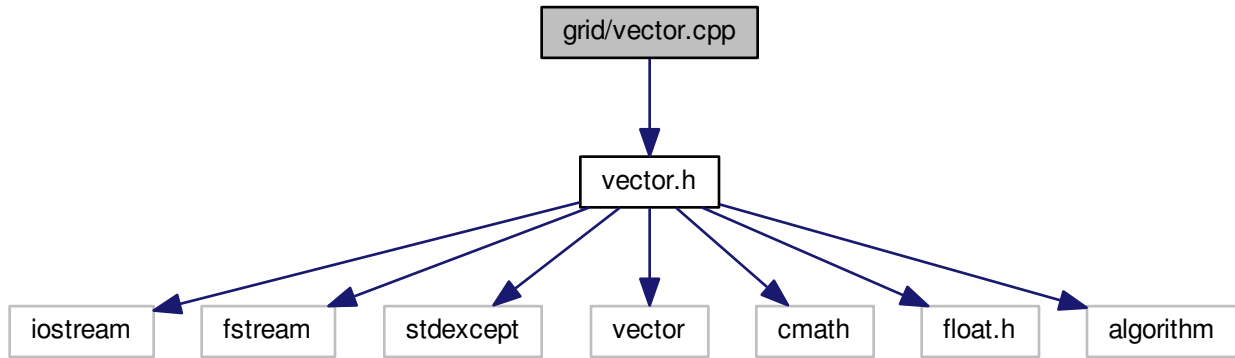 grid/vector.cpp
vector.h
iostream
fstream
stdexcept
vector
cmath
float.h
algorithm